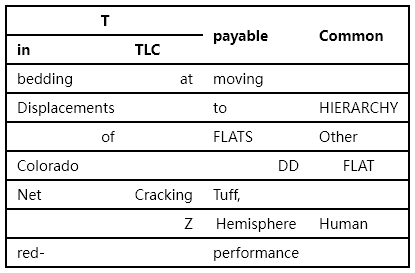 T payable Common
in TLC
bedding at moving
Displacements to HIERARCHY
of FLATS Other
Colorado DD FLAT
Net Cracking Tuff,
Z Hemisphere Human
red- performance